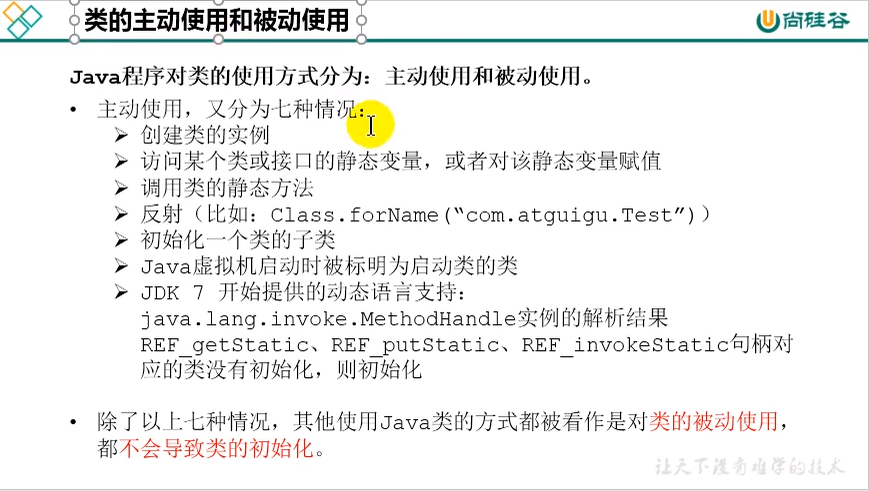 类的主动使用和被动使用
尚硅谷
Java程序对类的使用方式分为：主动使用和被动使用。
• 主动使用，又分为七种情况：
➢ 创建类的实例
➢ 访问某个类或接口的静态变量，或者对该静态变量赋值
➢ 调用类的静态方法
➢ 反射（比如：Class.forName(“com.atguigu.Test”)）
➢ 初始化一个类的子类
➢ Java虚拟机启动时被标明为启动类的类
➢ JDK 7 开始提供的动态语言支持：
java.lang.invoke.MethodHandle实例的解析结果
REF_getStatic、REF_putStatic、REF_invokeStatic句柄对
应的类没有初始化，则初始化
• 除了以上七种情况，其他使用Java类的方式都被看作是对类的被动使用，
都不会导致类的初始化。
让天下没有难学的技术